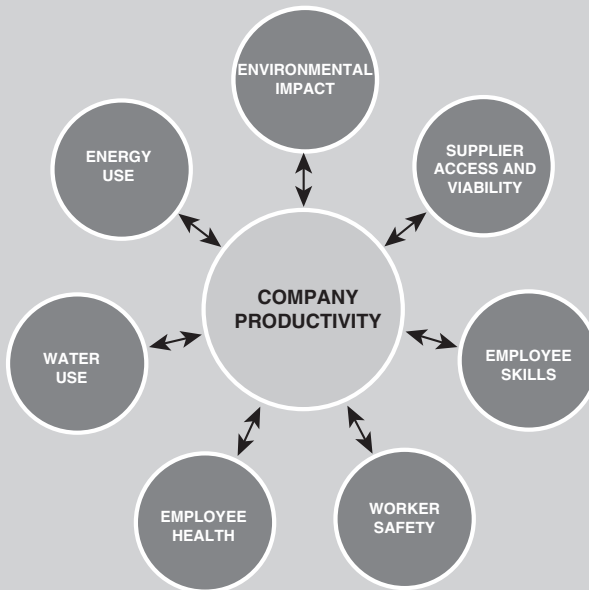 ENVIRONMENTAL
IMPACT
SUPPLIER
ACCESS AND
VIABILITY
EMPLOYEE
SKILLS
WORKER
SAFETY
EMPLOYEE
HEALTH
WATER
USE
ENERGY
USE
COMPANY
PRODUCTIVITY